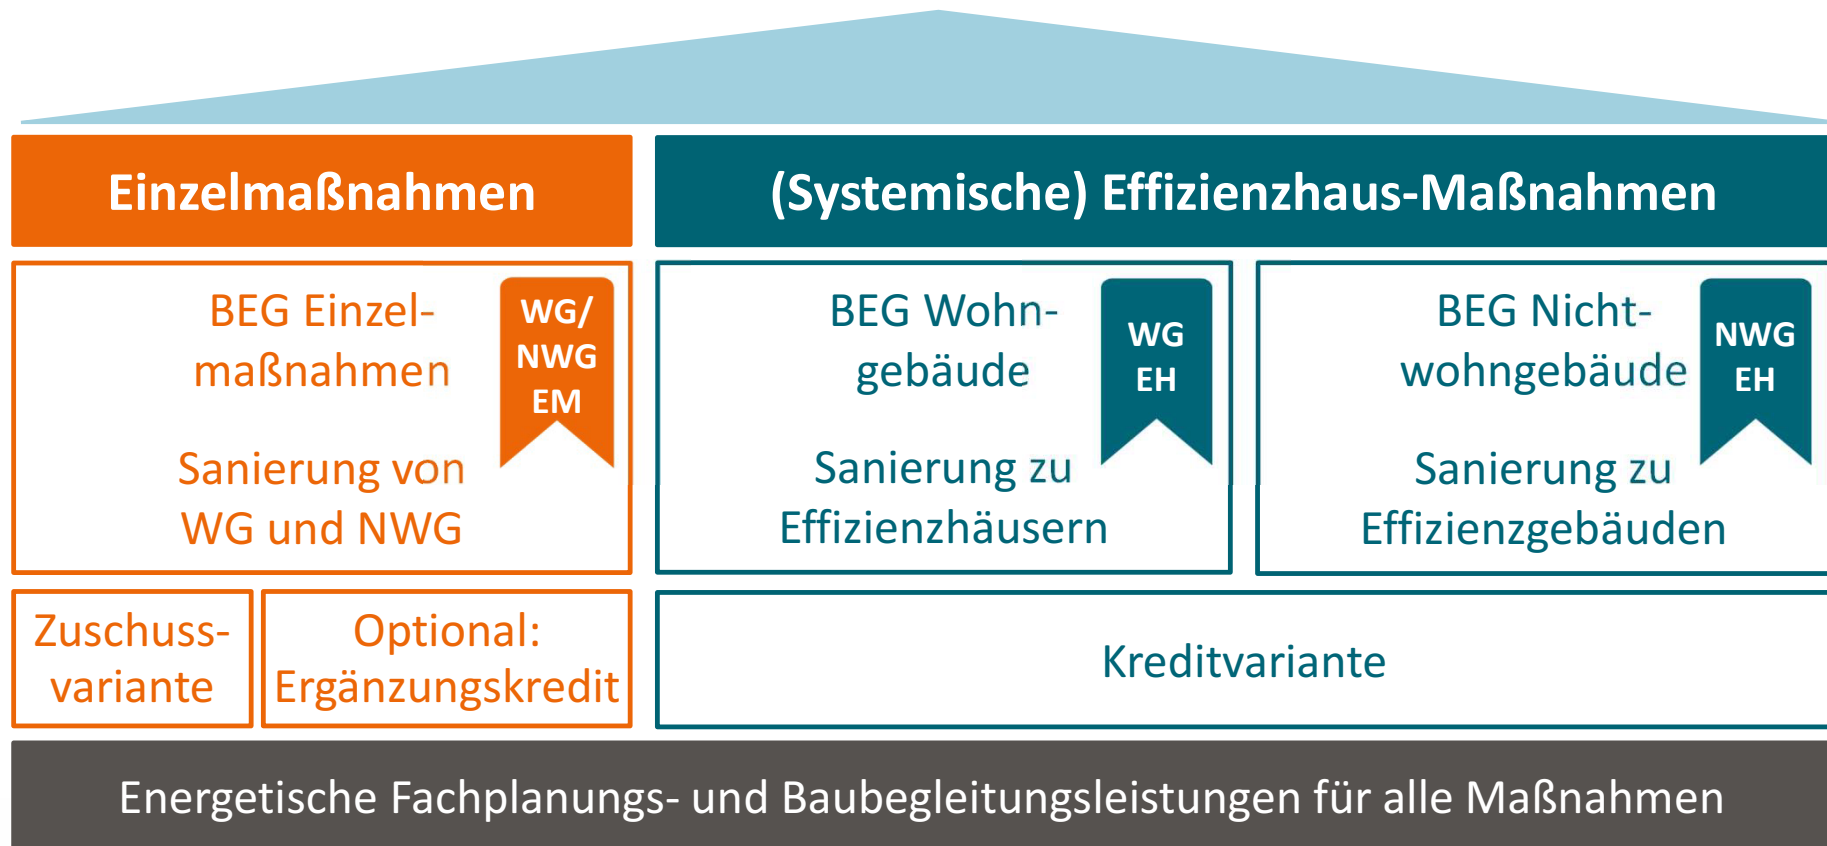 Einzelmaßnahmen
(Systemische) Effizienzhaus-Maßnahmen
BEG Einzel-
maßnahmen
WG/
NWG
EM
Sanierung von
WG und NWG
BEG Wohn-
gebäude
WG
EH
Sanierung zu
Effizienzhäusern
BEG Nicht-
wohngebäude
NWG
EH
Sanierung zu
Effizienzgebäuden
Zuschuss-
variante
Optional:
Ergänzungskredit
Kreditvariante
Energetische Fachplanungs- und Baubegleitungsleistungen für alle Maßnahmen